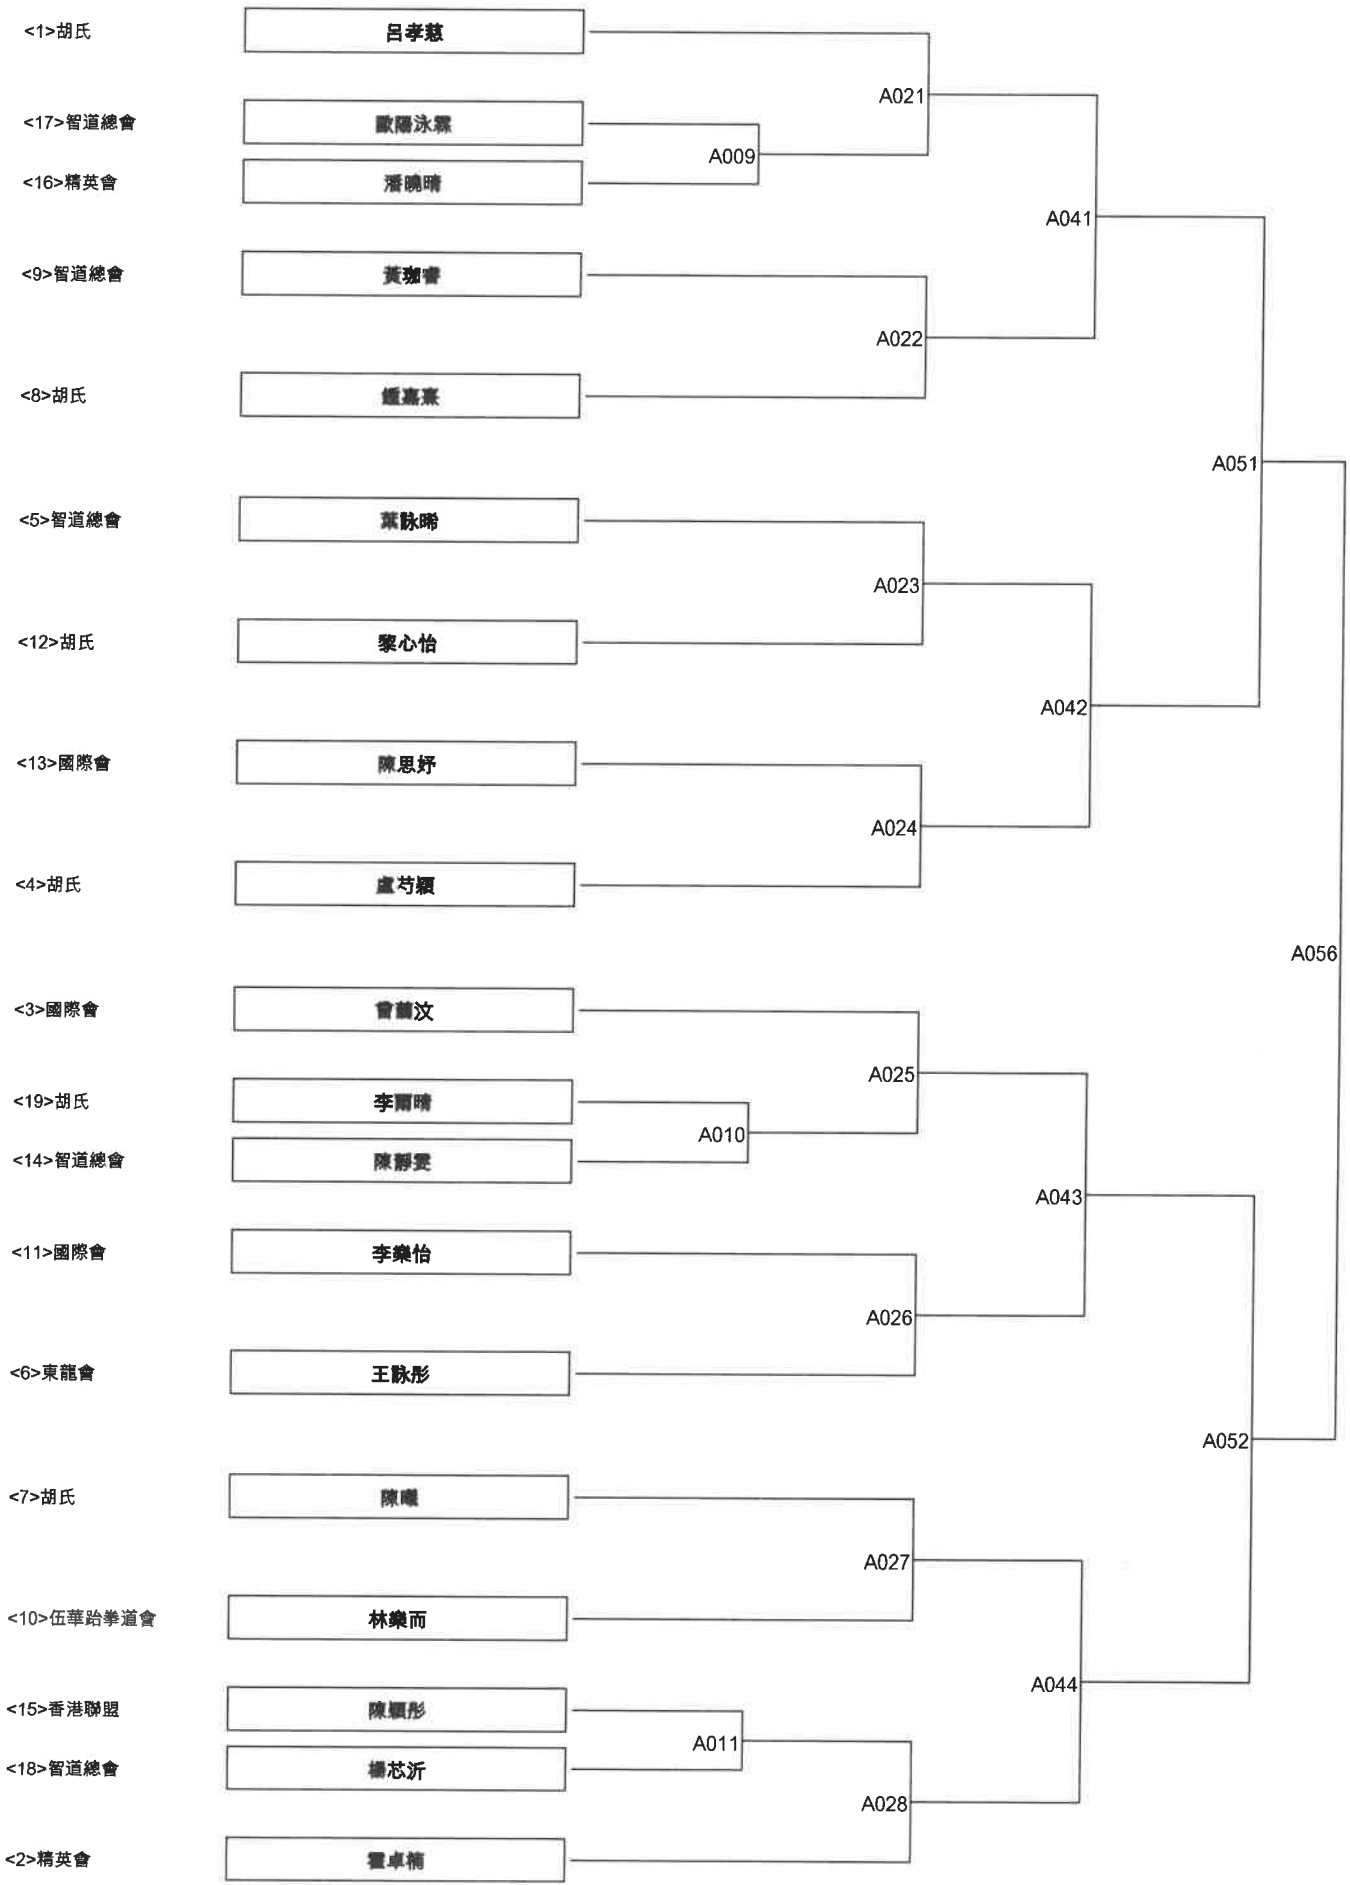 <1>胡氏 呂孝慈
A021
<17>智道總會 歐陽泳霖
A009
<16>精英會 潘曉晴
A041
<9>智道總會 黃珈睿
A022
<8>胡氏 鍾嘉熹
A051
<5>智道總會 葉詠晞
A023
<12>胡氏 黎心怡
A042
<13>國際會 陳思妤
A024
<4>胡氏 盧芍穎
A056
<3>國際會 曾汶
A025
<19>胡氏 李爾晴
A010
<14>智道總會 陳靜雯
A043
<11>國際會 李樂怡
A026
<6>東龍會 王詠彤
A052
<7>胡氏 陳曦
A027
<10>伍華跆拳道會 林樂而
A044
<15>香港聯盟 陳穎彤
A011
<18>智道總會 楊芯沂
A028
<2>精英會 霍卓楠